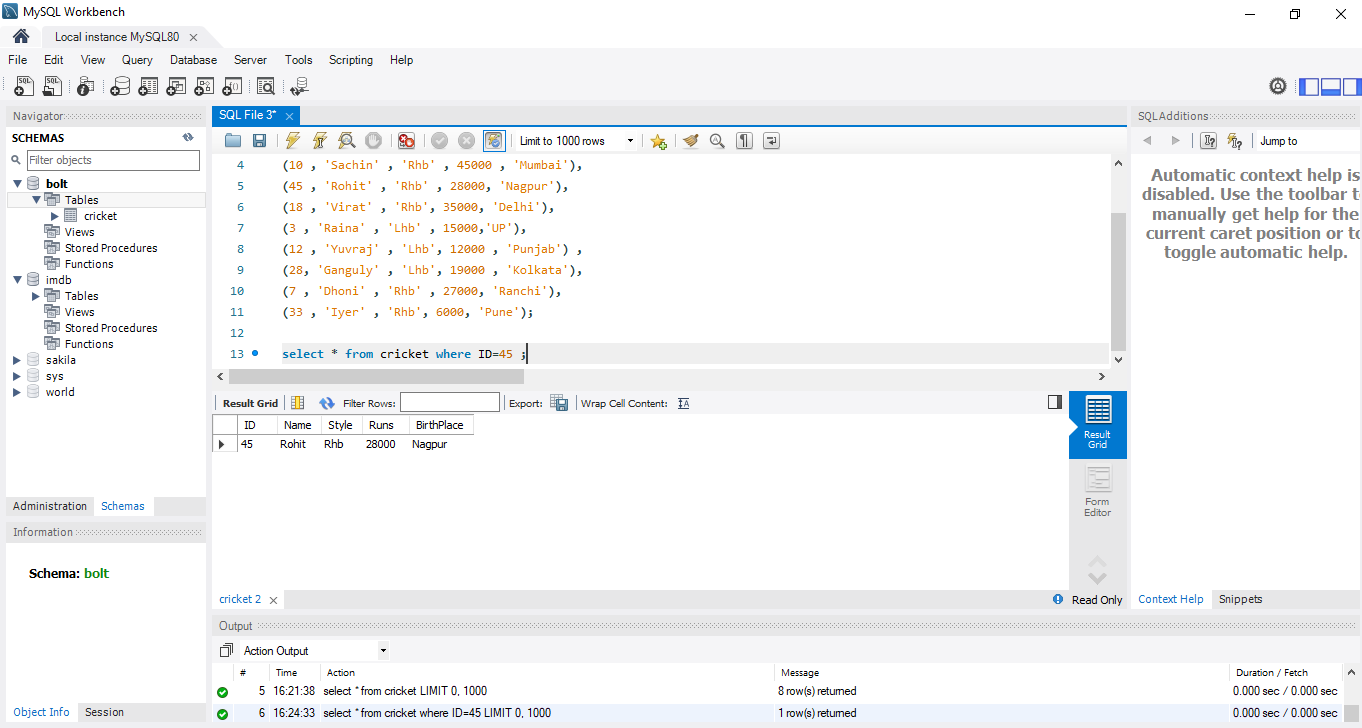 MySQL Workbench
Local instance MySQL80
File Edit View Query Database Server Tools Scripting Help
Navigator
SCHEMAS
Filter objects
bolt
Tables
cricket
Views
Stored Procedures
Functions
imdb
Tables
Views
Stored Procedures
Functions
sakila
sys
world
Administration Schemas
Information
Schema: bolt
Object Info Session
SQL File 3*
Limit to 1000 rows
4 (10 , 'Sachin' , 'Rhb' , 45000 , 'Mumbai'),
5 (45 , 'Rohit' , 'Rhb' , 28000, 'Nagpur'),
6 (18 , 'Virat' , 'Rhb', 35000, 'Delhi'),
7 (3 , 'Raina' , 'Lhb' , 15000,'UP'),
8 (12 , 'Yuvraj' , 'Lhb', 12000 , 'Punjab') ,
9 (28, 'Ganguly' , 'Lhb', 19000 , 'Kolkata'),
10 (7 , 'Dhoni' , 'Rhb' , 27000, 'Ranchi'),
11 (33 , 'Iyer' , 'Rhb', 6000, 'Pune');
12
13 select * from cricket where ID=45 ;
Result Grid Filter Rows: Export: Wrap Cell Content: IA
ID Name Style Runs BirthPlace
45 Rohit Rhb 28000 Nagpur
Result
Grid
Form
Editor
cricket 2
Read Only
SQLAdditions
Jump to
Automatic context help is
disabled. Use the toolbar t
manually get help for the
current caret position or to
toggle automatic help.
Context Help Snippets
Output
Action Output
# Time Action Message Duration / Fetch
5 16:21:38 select * from cricket LIMIT 0, 1000 8 row(s) returned 0.000 sec / 0.000 sec
6 16:24:33 select * from cricket where ID=45 LIMIT 0, 1000 1 row(s) returned 0.000 sec / 0.000 sec